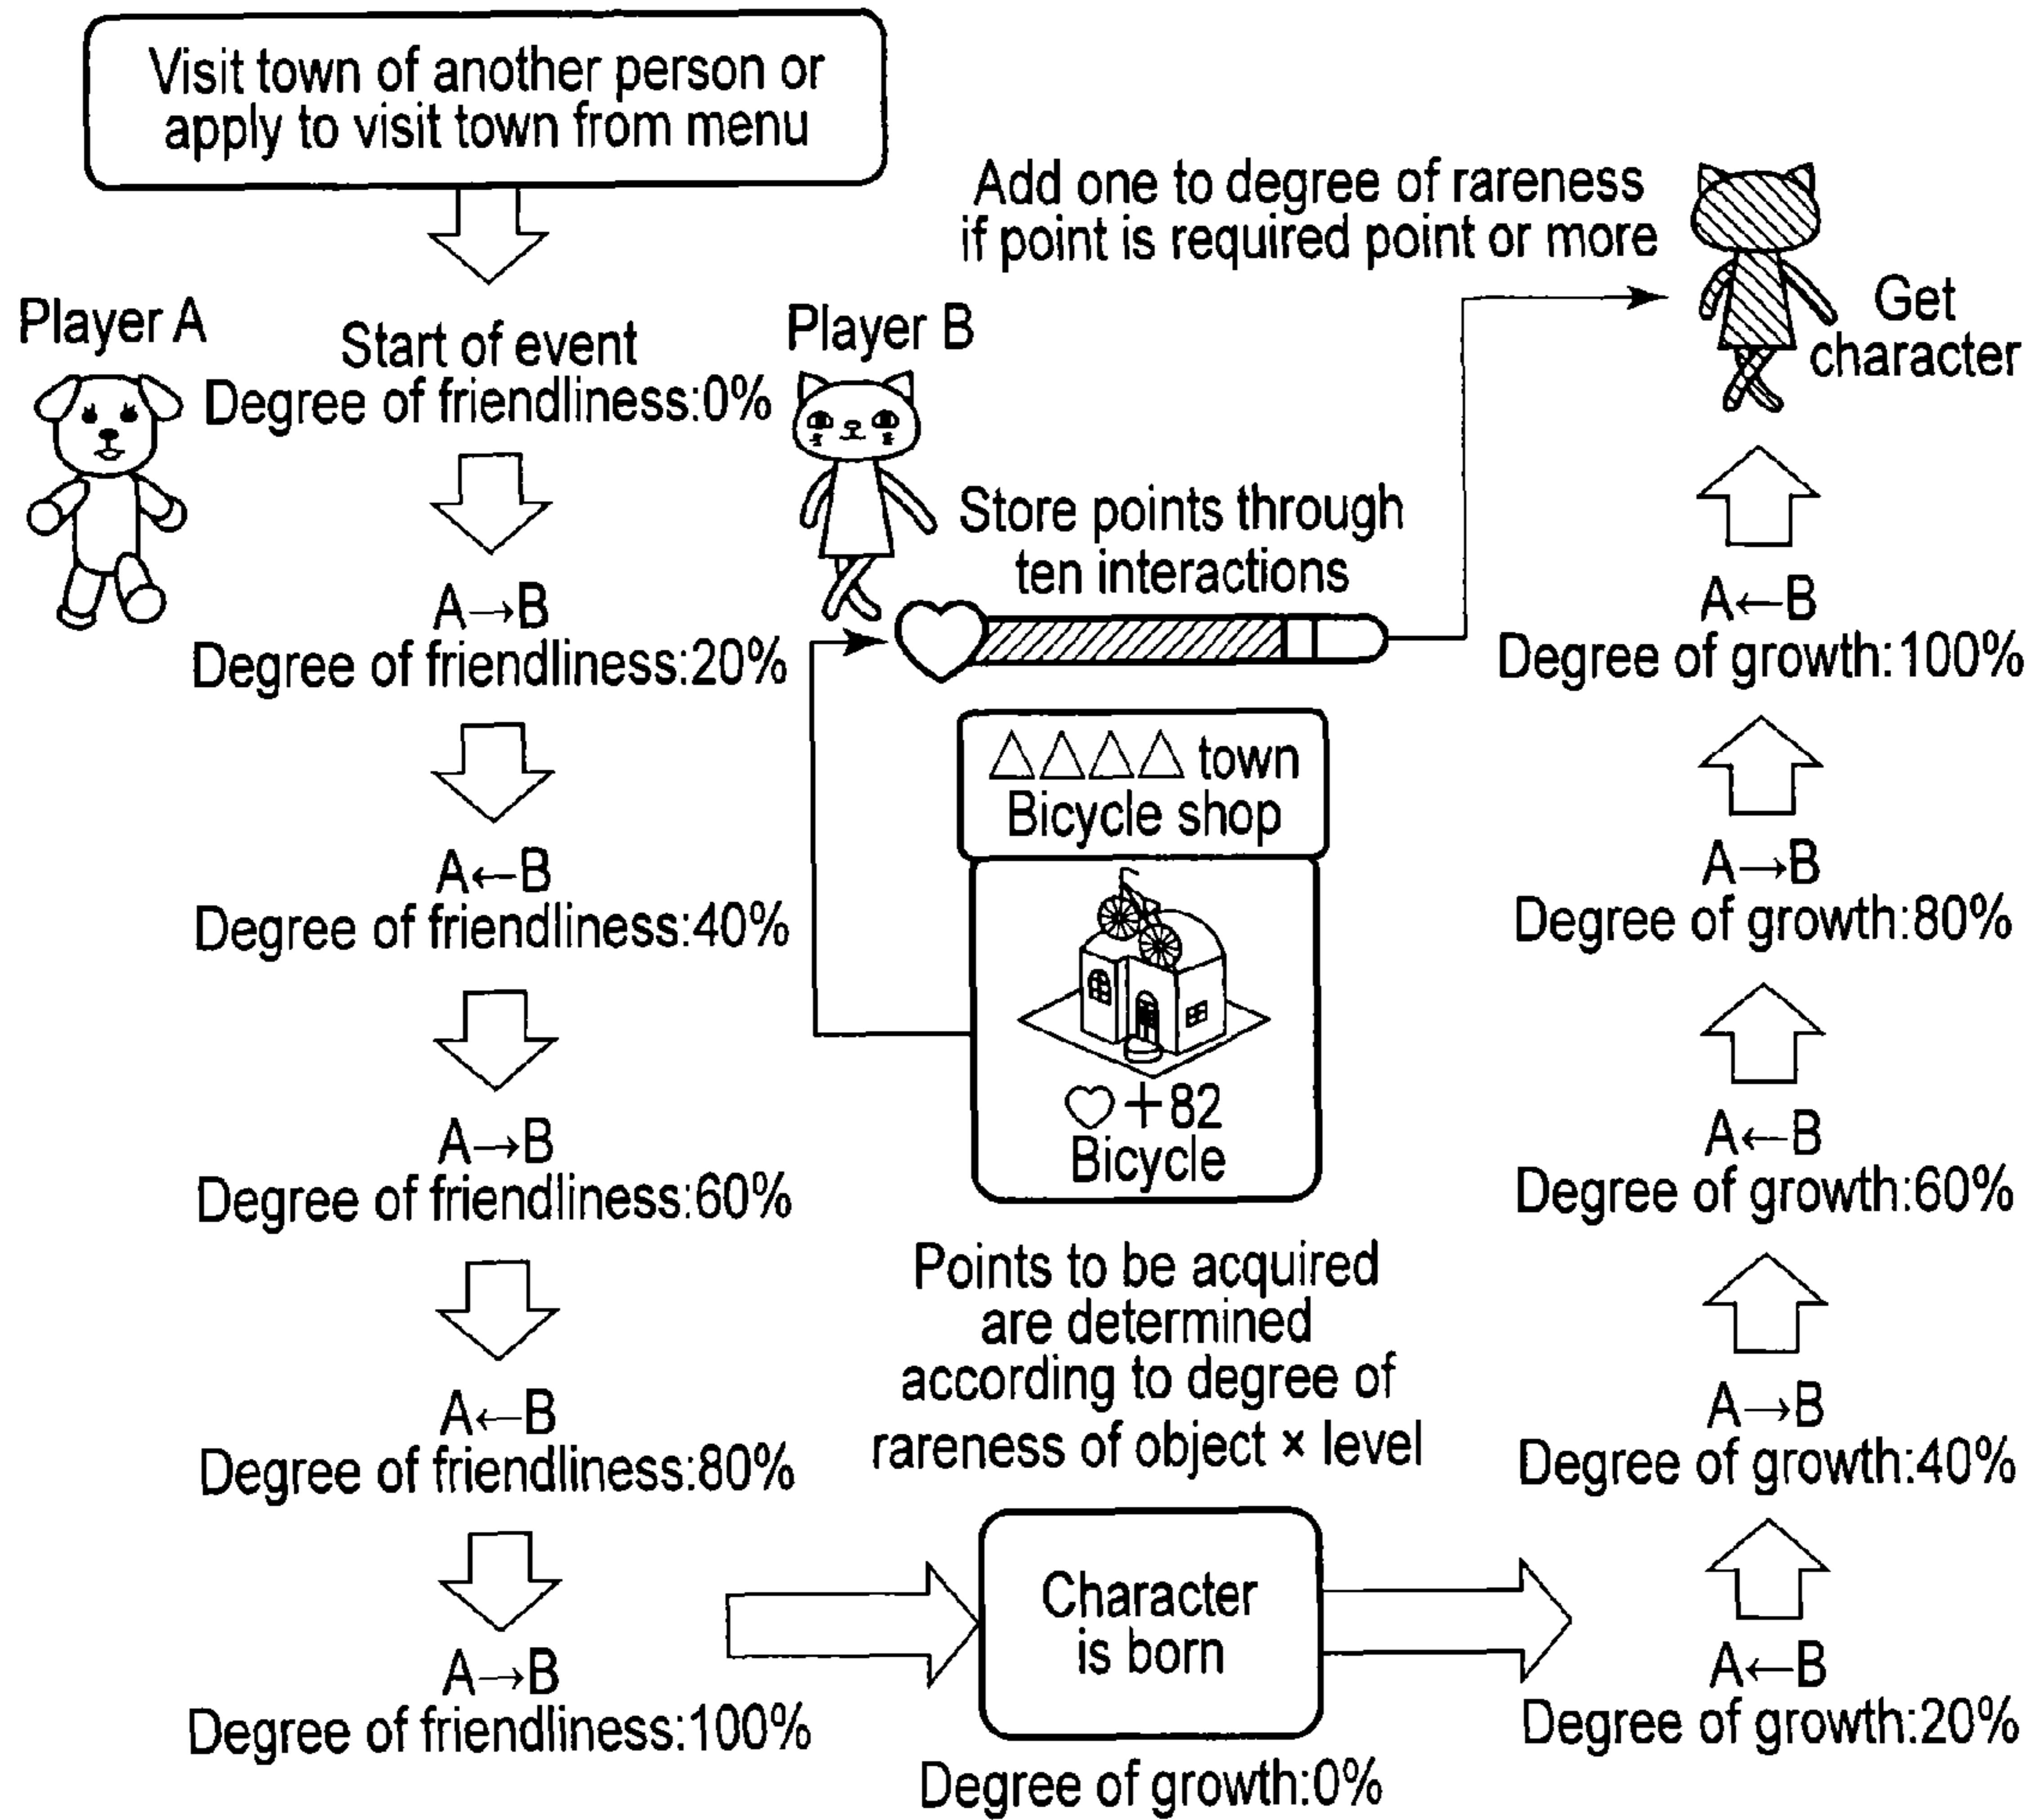 Visit town of another person or
apply to visit town from menu
Player A
Start of event
Degree of friendliness:0%
Player B
A→B
Degree of friendliness:20%
A←B
Degree of friendliness:40%
A→B
Degree of friendliness:60%
A←B
Degree of friendliness:80%
A→B
Degree of friendliness:100%
Add one to degree of rareness
if point is required point or more
Get
character
Store points through
ten interactions
△△△△ town
Bicycle shop
♡+82
Bicycle
Points to be acquired
are determined
according to degree of
rareness of object × level
Character
is born
Degree of growth:0%
A←B
Degree of growth:100%
A→B
Degree of growth:80%
A←B
Degree of growth:60%
A→B
Degree of growth:40%
A←B
Degree of growth:20%